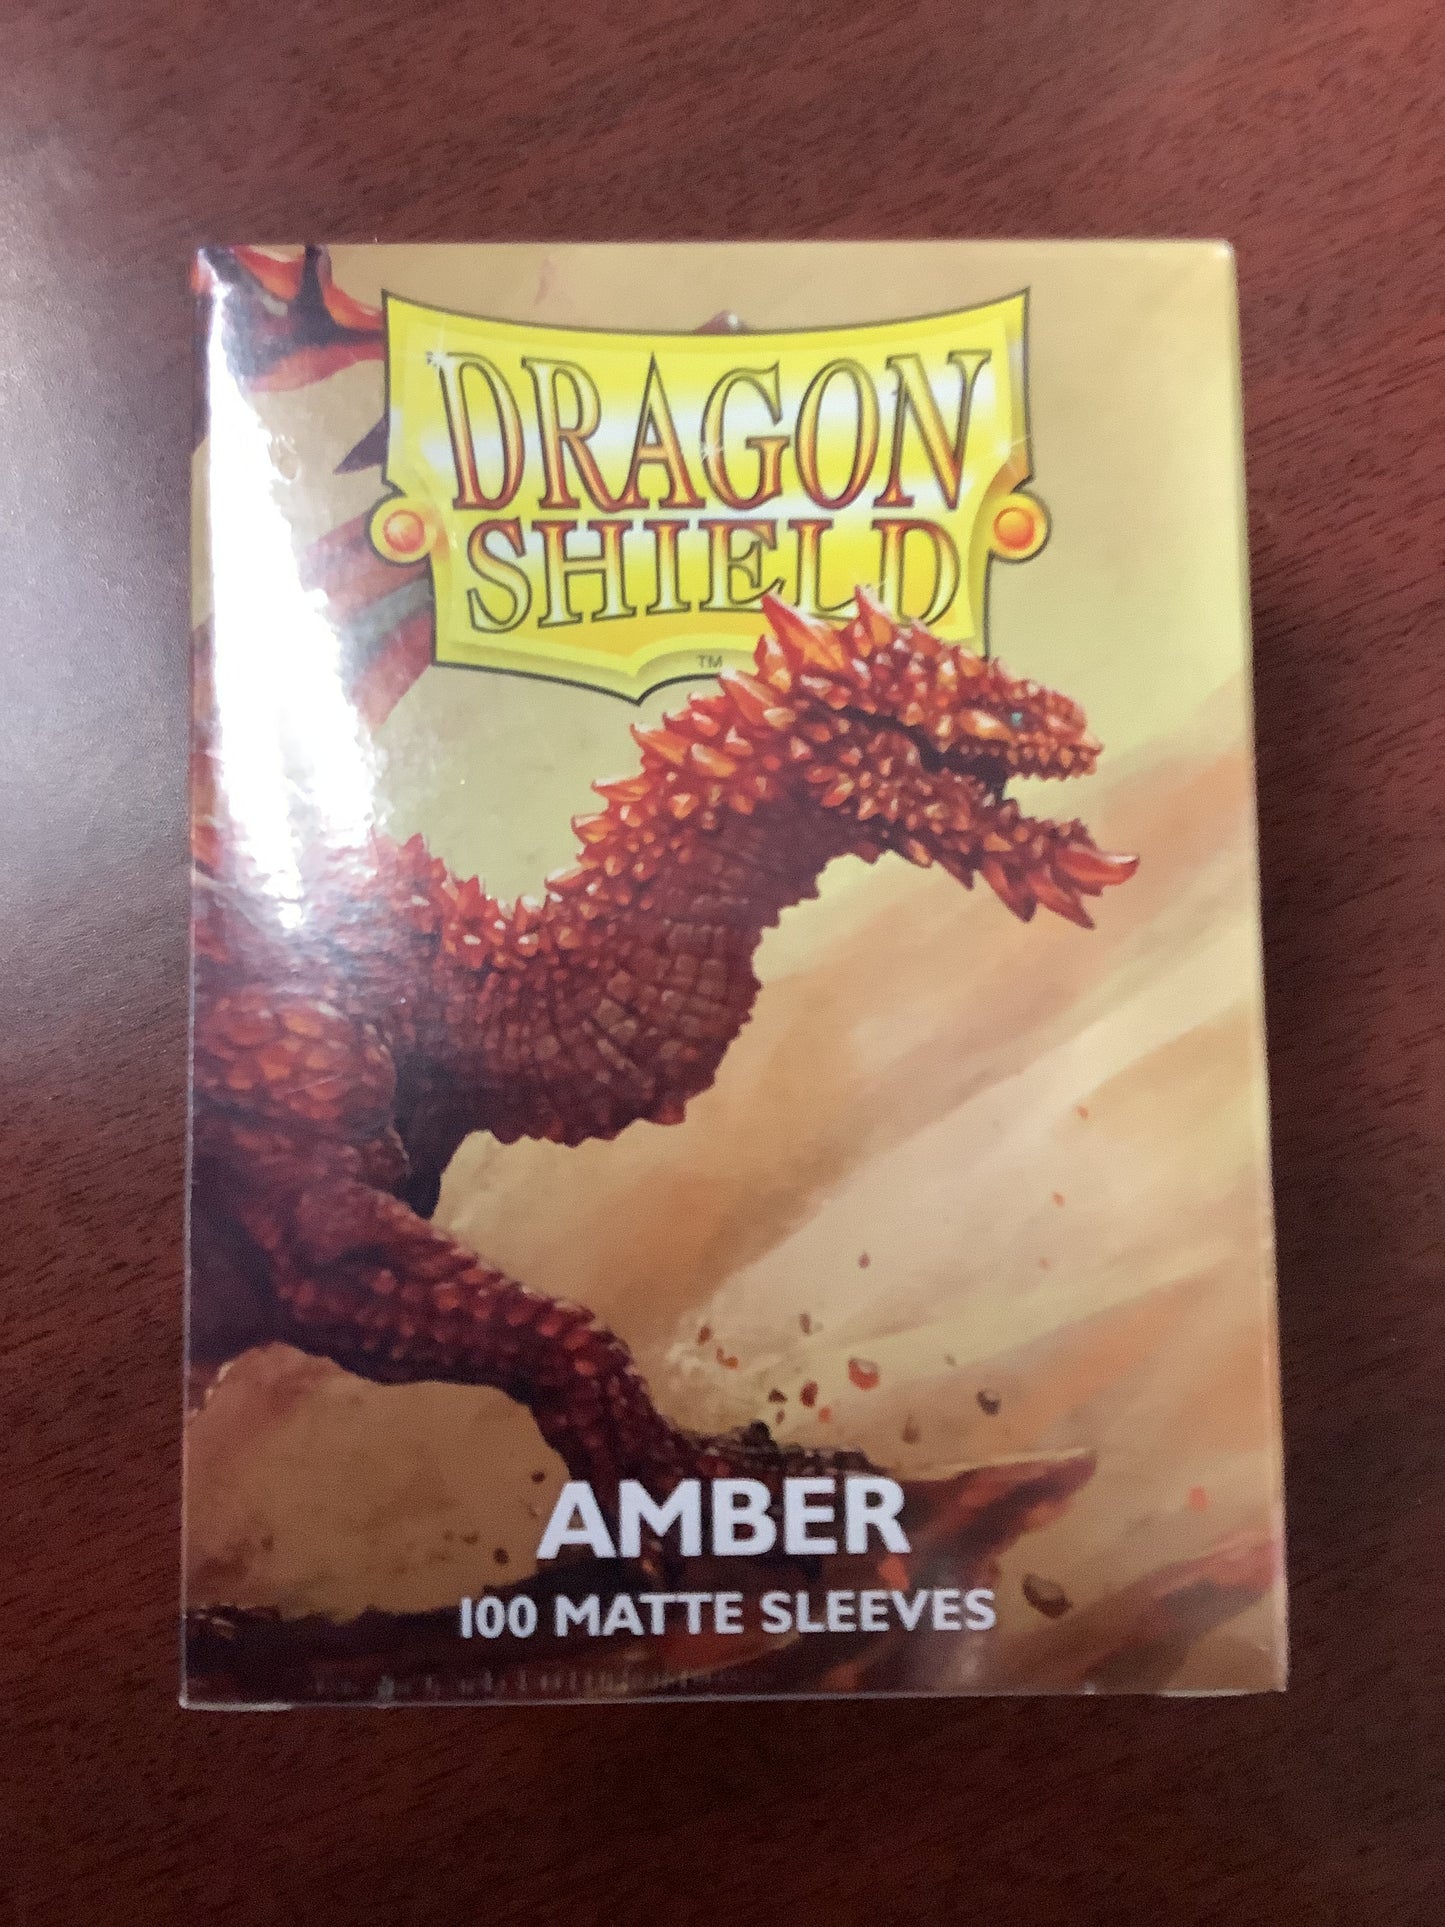 DRAGON
SHIELD
TM
AMBER
100 MATTE SLEEVES